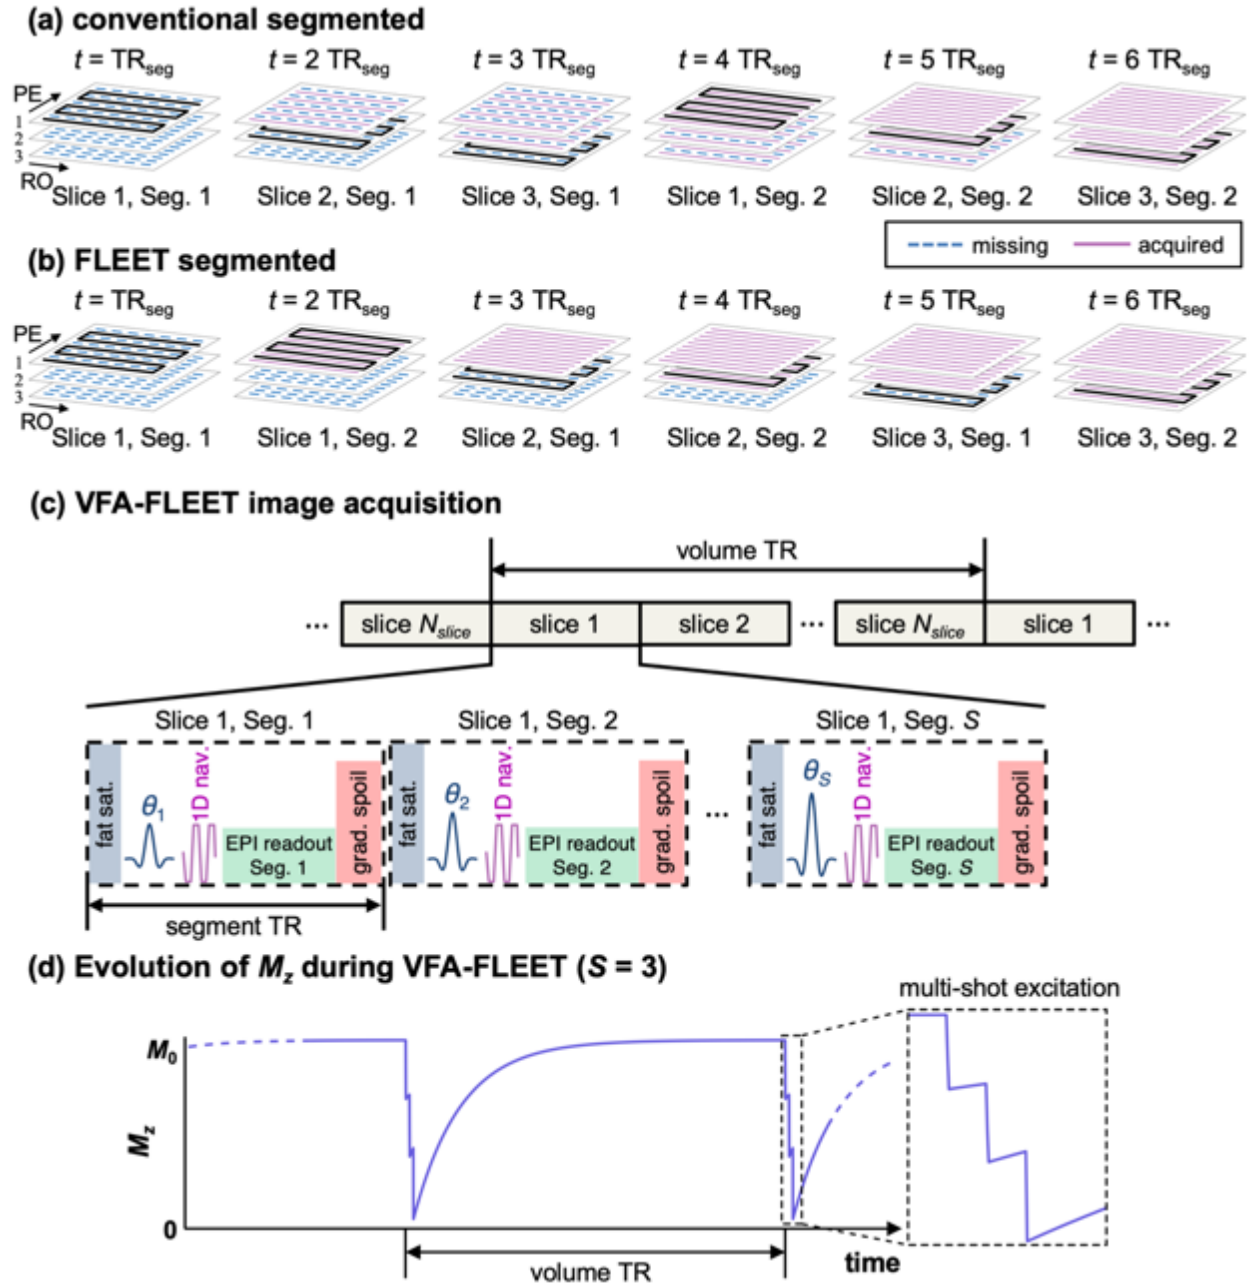 (a) conventional segmented
t = TRseg
t = 2 TRseg
t = 3 TRseg
t = 4 TRseg
t = 5 TRseg
t = 6 TRseg
PE
1
2
3
RO
Slice 1, Seg. 1
Slice 2, Seg. 1
Slice 3, Seg. 1
Slice 1, Seg. 2
Slice 2, Seg. 2
Slice 3, Seg. 2
missing
acquired
(b) FLEET segmented
t = TRseg
t = 2 TRseg
t = 3 TRseg
t = 4 TRseg
t = 5 TRseg
t = 6 TRseg
PE
1
2
3
RO
Slice 1, Seg. 1
Slice 1, Seg. 2
Slice 2, Seg. 1
Slice 2, Seg. 2
Slice 3, Seg. 1
Slice 3, Seg. 2
(c) VFA-FLEET image acquisition
volume TR
...
slice Nslice
slice 1
slice 2
...
slice Nslice
slice 1
...
Slice 1, Seg. 1
Slice 1, Seg. 2
Slice 1, Seg. S
fat sat.
θ1
1D nav.
EPI readout
Seg. 1
grad. spoil
fat sat.
θ2
1D nav.
EPI readout
Seg. 2
grad. spoil
...
fat sat.
θS
1D nav.
EPI readout
Seg. S
grad. spoil
segment TR
(d) Evolution of Mz during VFA-FLEET (S = 3)
multi-shot excitation
M0
Mz
0
volume TR
time